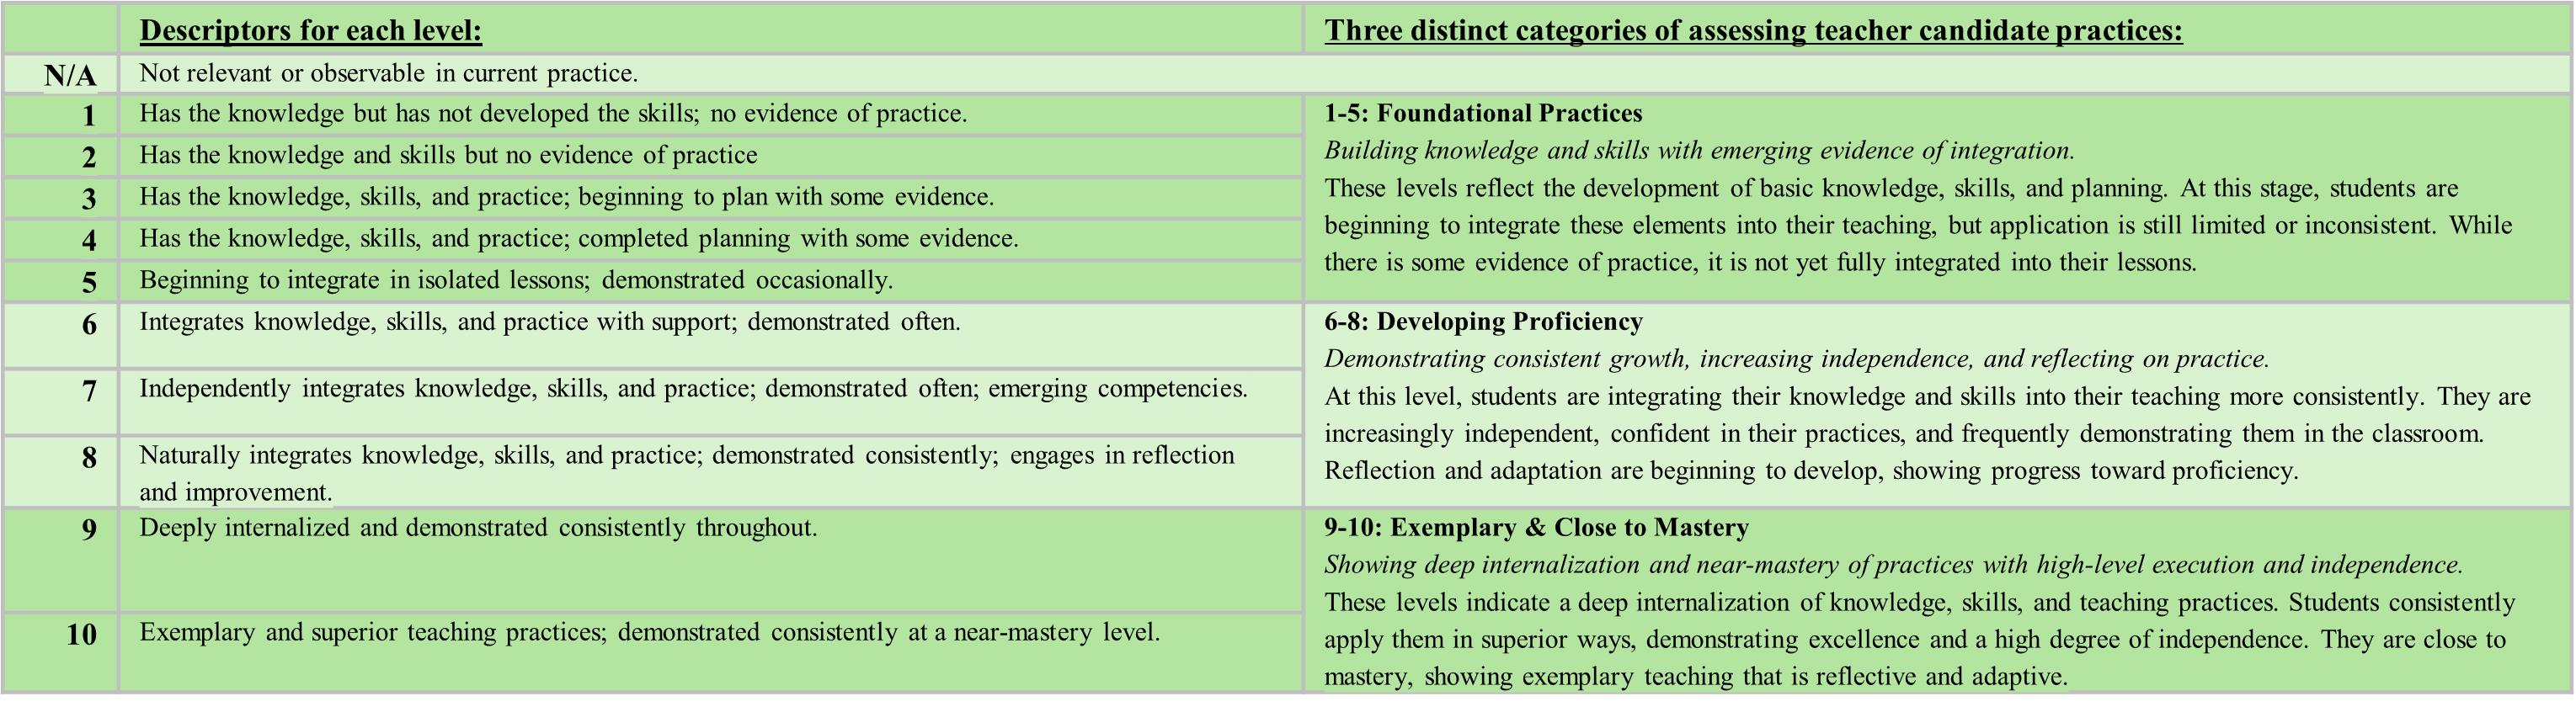 Descriptors for each level:
Three distinct categories of assessing teacher candidate practices:
N/A
Not relevant or observable in current practice.
1
Has the knowledge but has not developed the skills; no evidence of practice.
2
Has the knowledge and skills but no evidence of practice
3
Has the knowledge, skills, and practice; beginning to plan with some evidence.
4
Has the knowledge, skills, and practice; completed planning with some evidence.
5
Beginning to integrate in isolated lessons; demonstrated occasionally.
1-5: Foundational Practices
Building knowledge and skills with emerging evidence of integration.
These levels reflect the development of basic knowledge, skills, and planning. At this stage, students are
beginning to integrate these elements into their teaching, but application is still limited or inconsistent. While
there is some evidence of practice, it is not yet fully integrated into their lessons.
6
Integrates knowledge, skills, and practice with support; demonstrated often.
7
Independently integrates knowledge, skills, and practice; demonstrated often; emerging competencies.
8
Naturally integrates knowledge, skills, and practice; demonstrated consistently; engages in reflection
and improvement.
6-8: Developing Proficiency
Demonstrating consistent growth, increasing independence, and reflecting on practice.
At this level, students are integrating their knowledge and skills into their teaching more consistently. They are
increasingly independent, confident in their practices, and frequently demonstrating them in the classroom.
Reflection and adaptation are beginning to develop, showing progress toward proficiency.
9
Deeply internalized and demonstrated consistently throughout.
10
Exemplary and superior teaching practices; demonstrated consistently at a near-mastery level.
9-10: Exemplary & Close to Mastery
Showing deep internalization and near-mastery of practices with high-level execution and independence.
These levels indicate a deep internalization of knowledge, skills, and teaching practices. Students consistently
apply them in superior ways, demonstrating excellence and a high degree of independence. They are close to
mastery, showing exemplary teaching that is reflective and adaptive.